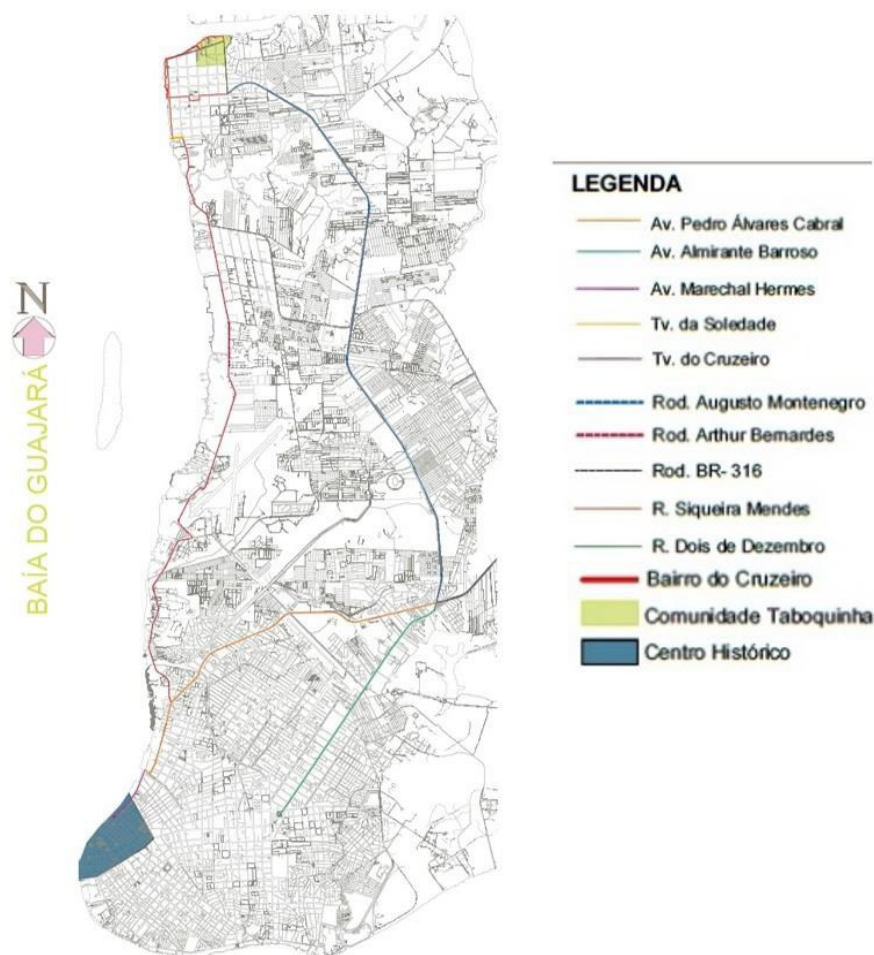 N
BAÍA DO GUAJARÁ
LEGENDA
Av. Pedro Álvares Cabral
Av. Almirante Barroso
Av. Marechal Hermes
Tv. da Soledade
Tv. do Cruzeiro
Rod. Augusto Montenegro
Rod. Arthur Bernardes
Rod. BR- 316
R. Siqueira Mendes
R. Dois de Dezembro
Bairro do Cruzeiro
Comunidade Taboquinha
Centro Histórico